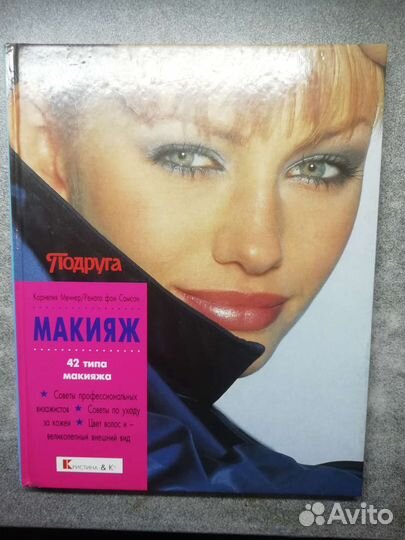 Подруга
Корнелия Меннер/Рената фон Самсон
МАКИЯЖ
42 типа
макияжа
★ Советы профессиональных
визажистов ★ Советы по уходу
за кожей ★ Цвет волос и –
великолепный внешний вид
КРИСТИНА & К°
Avito